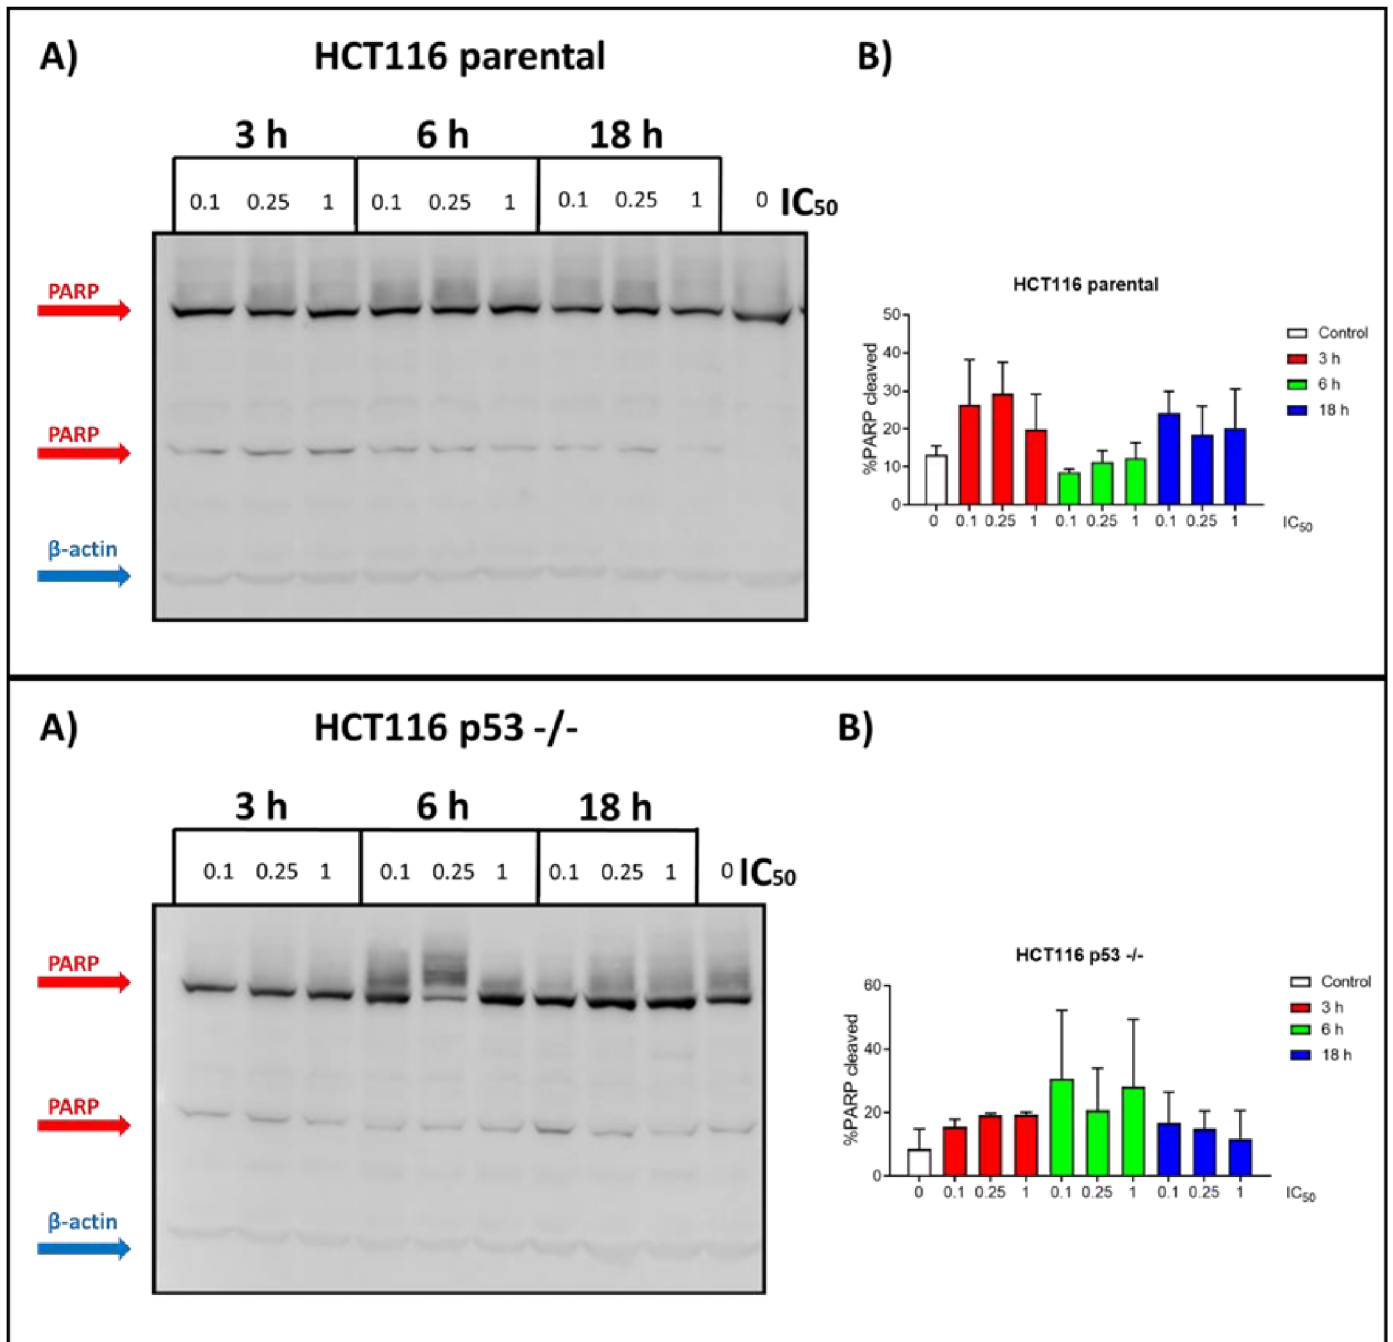 A) HCT116 parental B)
3 h 6 h 18 h
0.1 0.25 1 0.1 0.25 1 0.1 0.25 1 0 IC50
PARP
PARP
β-actin
HCT116 parental
50
40
30
20
10
0
%PARP cleaved
0 0.1 0.25 1 0.1 0.25 1 0.1 0.25 1 IC50
Control
3 h
6 h
18 h
A) HCT116 p53 -/- B)
3 h 6 h 18 h
0.1 0.25 1 0.1 0.25 1 0.1 0.25 1 0 IC50
PARP
PARP
β-actin
HCT116 p53 -/-
60
40
20
0
%PARP cleaved
0 0.1 0.25 1 0.1 0.25 1 0.1 0.25 1 IC50
Control
3 h
6 h
18 h